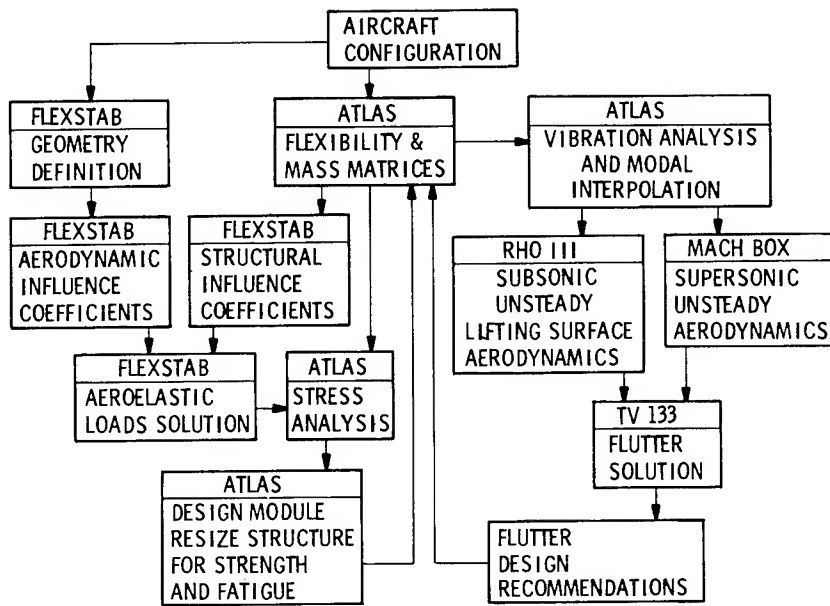 AIRCRAFT
CONFIGURATION
FLEXSTAB
GEOMETRY
DEFINITION
ATLAS
FLEXIBILITY &
MASS MATRICES
ATLAS
VIBRATION ANALYSIS
AND MODAL
INTERPOLATION
FLEXSTAB
AERODYNAMIC
INFLUENCE
COEFFICIENTS
FLEXSTAB
STRUCTURAL
INFLUENCE
COEFFICIENTS
RHO III
SUBSONIC
UNSTEADY
LIFTING SURFACE
AERODYNAMICS
MACH BOX
SUPERSONIC
UNSTEADY
AERODYNAMICS
FLEXSTAB
AEROELASTIC
LOADS SOLUTION
ATLAS
STRESS
ANALYSIS
TV 133
FLUTTER
SOLUTION
ATLAS
DESIGN MODULE
RESIZE STRUCTURE
FOR STRENGTH
AND FATIGUE
FLUTTER
DESIGN
RECOMMENDATIONS